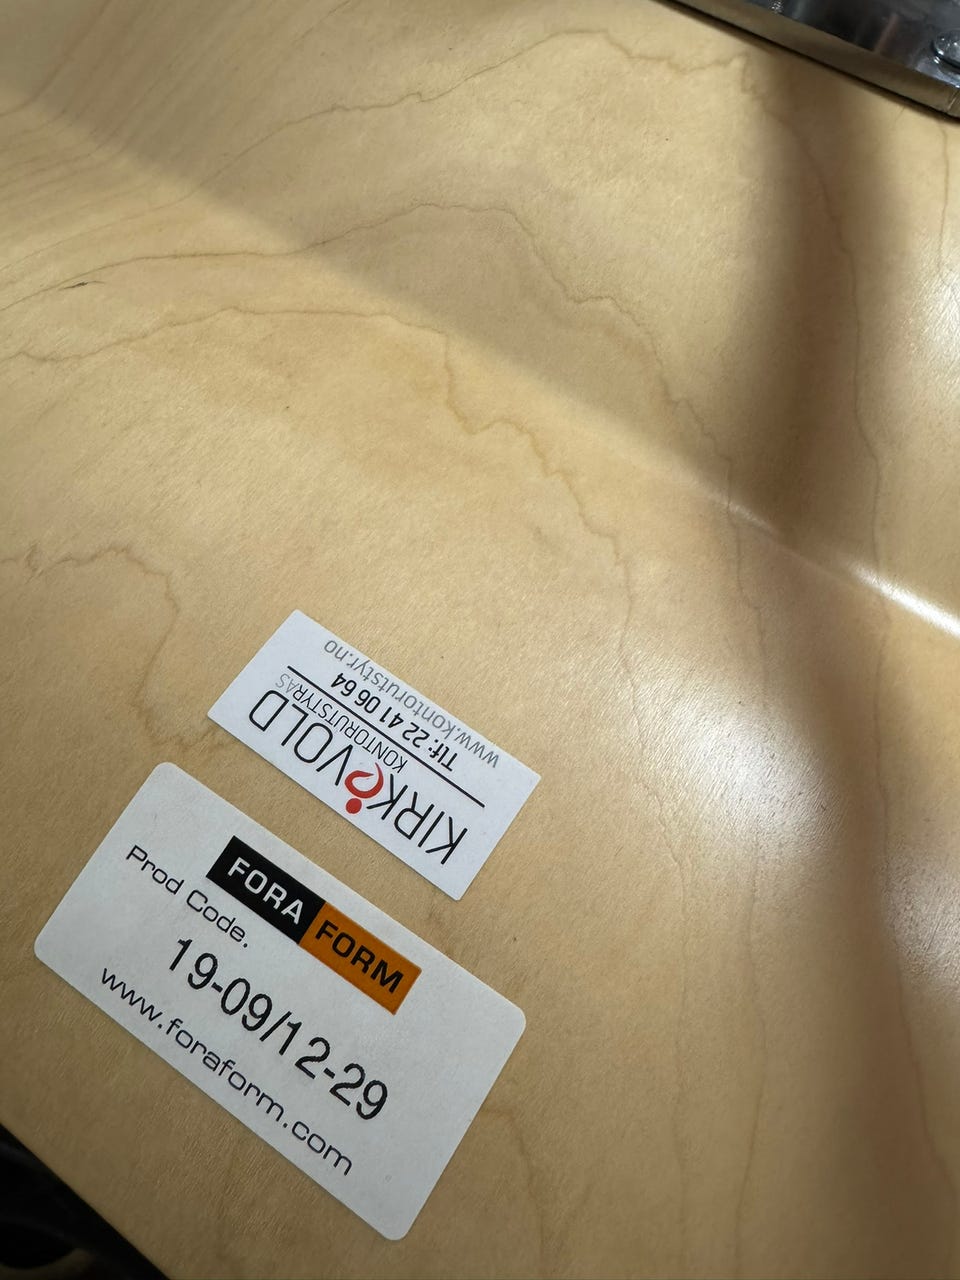 KIRKEVOLD
KONTORUTSTYR AS
Tlf: 22 41 06 64
www.kontorutstyr.no
FORA FORM
Prod Code.
19-09/12-29
www.foraform.com